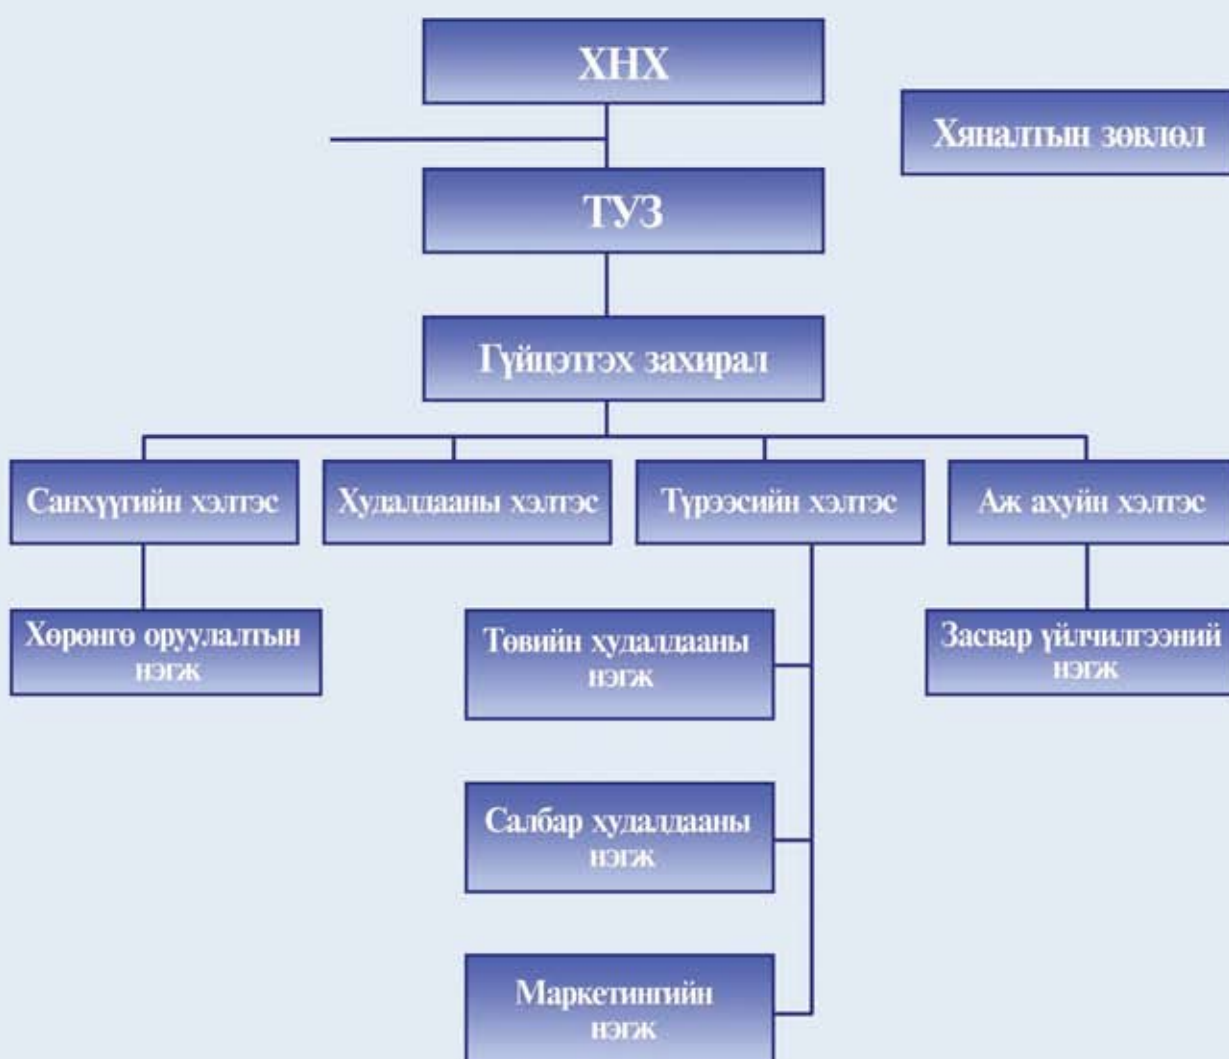 ХНХ
Хяналтын зөвлөл
ТУЗ
Гүйцэтгэх захирал
Санхүүгийн хэлтэс
Худалдааны хэлтэс
Түрээсийн хэлтэс
Аж ахуйн хэлтэс
Хөрөнгө оруулалтын
нэгж
Төвийн худалдааны
нэгж
Засвар үйлчилгээний
нэгж
Салбар худалдааны
нэгж
Маркетингийн
нэгж